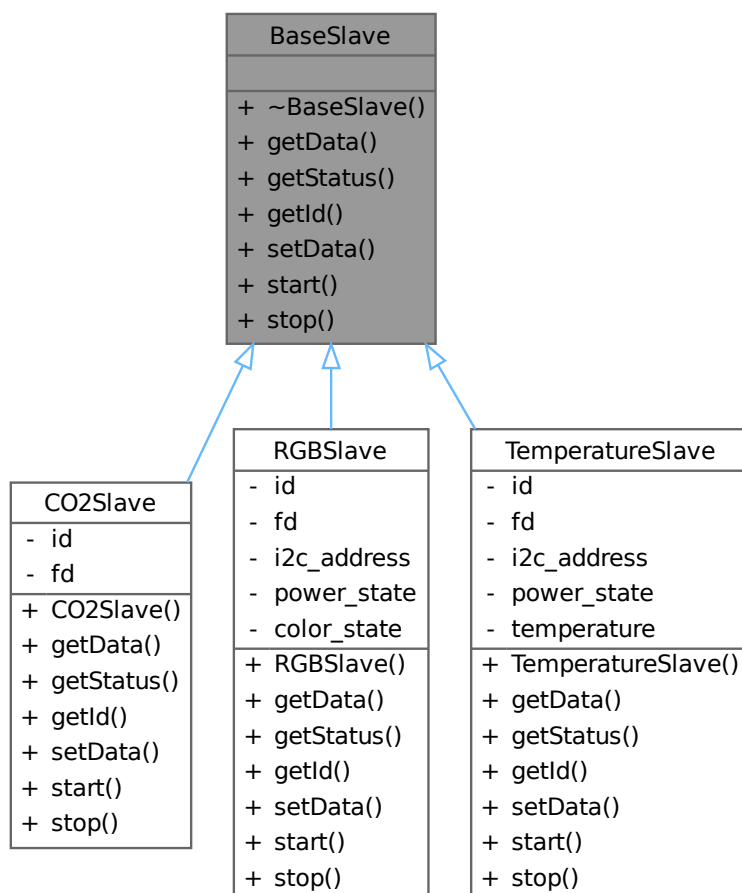 BaseSlave
+ ~BaseSlave()
+ getData()
+ getStatus()
+ getId()
+ setData()
+ start()
+ stop()
CO2Slave
- id
- fd
+ CO2Slave()
+ getData()
+ getStatus()
+ getId()
+ setData()
+ start()
+ stop()
RGBSlave
- id
- fd
- i2c_address
- power_state
- color_state
+ RGBSlave()
+ getData()
+ getStatus()
+ getId()
+ setData()
+ start()
+ stop()
TemperatureSlave
- id
- fd
- i2c_address
- power_state
- temperature
+ TemperatureSlave()
+ getData()
+ getStatus()
+ getId()
+ setData()
+ start()
+ stop()